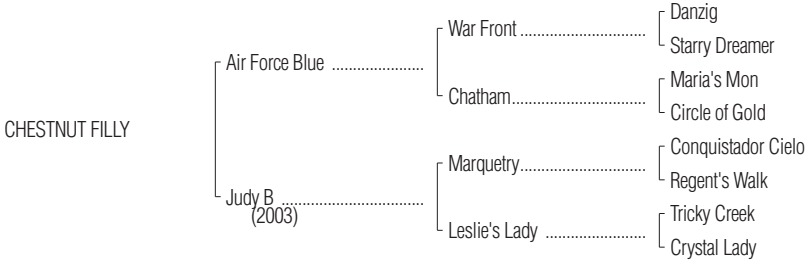 Danzig
War Front ..............................
Starry Dreamer
Air Force Blue ......................
Maria's Mon
Chatham................................
Circle of Gold
CHESTNUT FILLY
Conquistador Cielo
Marquetry..............................
Regent's Walk
Judy B ..................................
(2003)
Tricky Creek
Leslie's Lady ........................
Crystal Lady